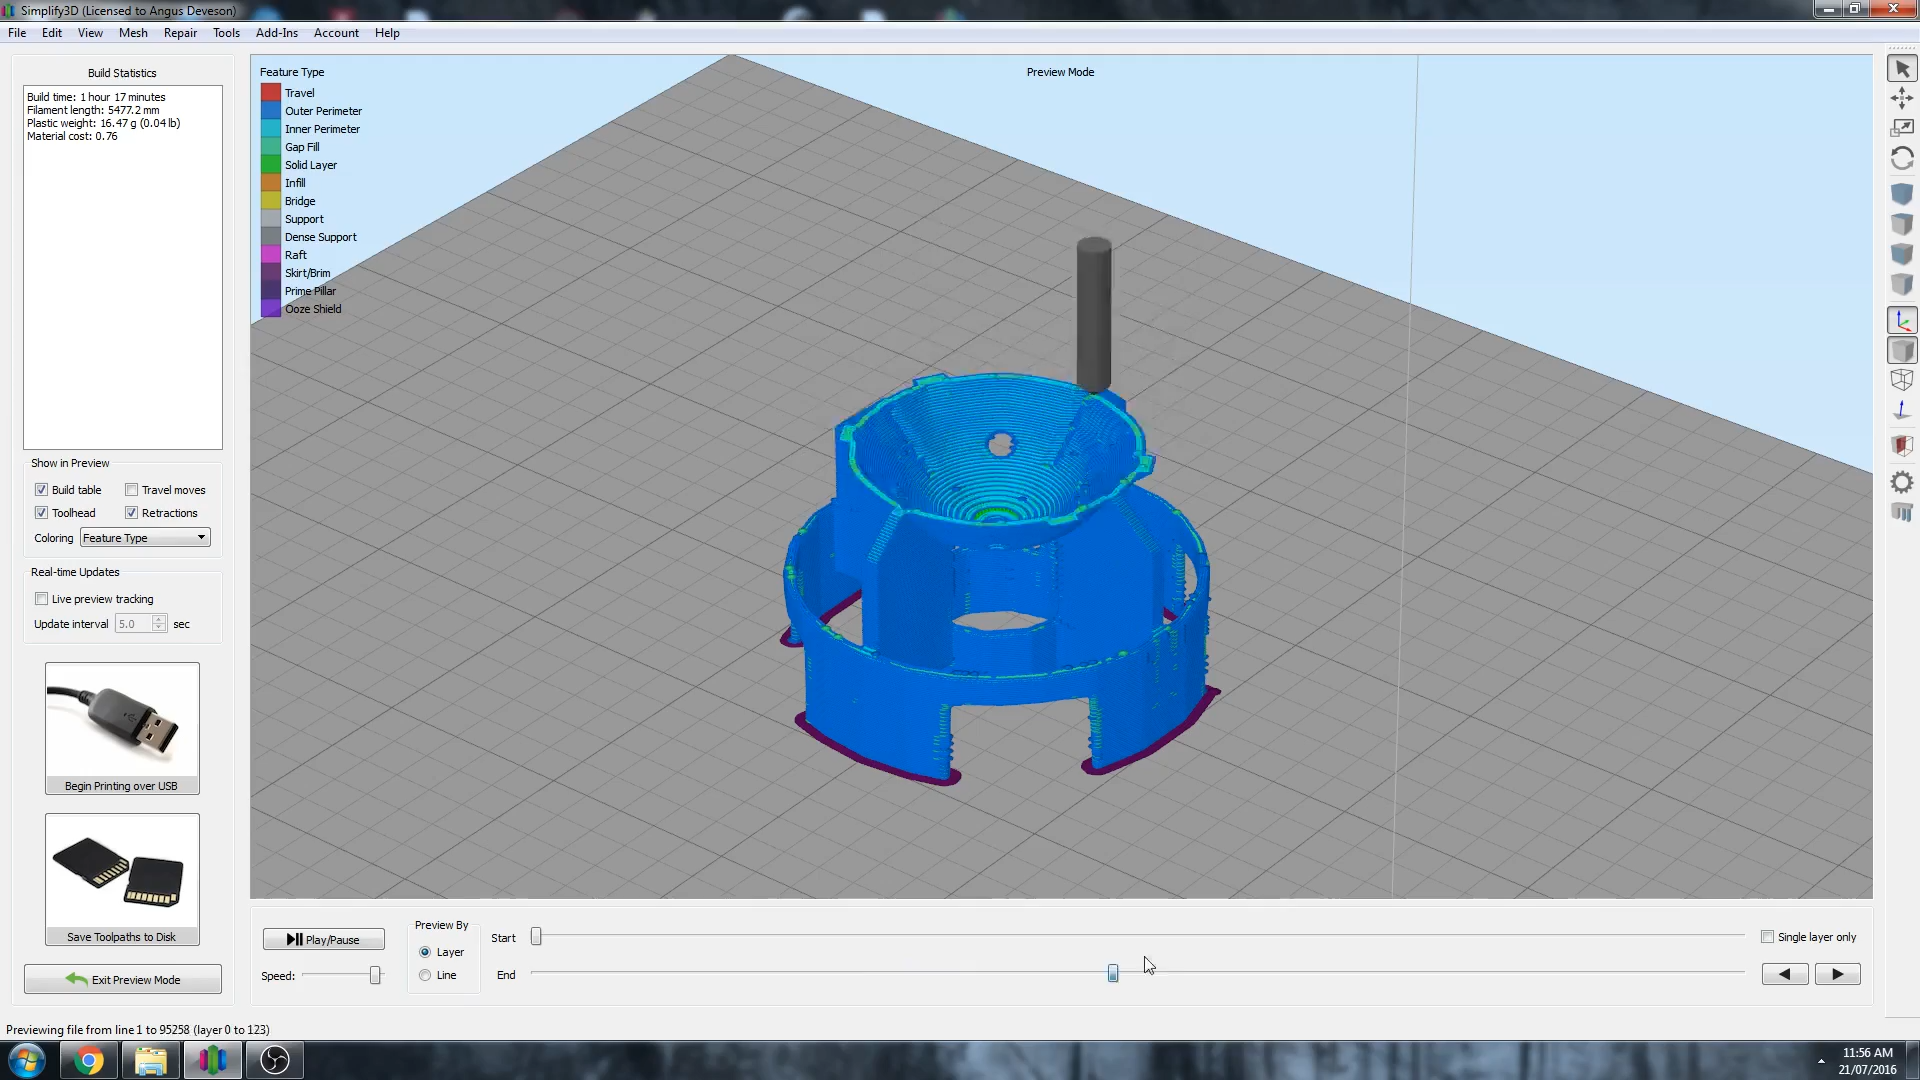 Simplify3D (Licensed to Angus Deveson)
File Edit View Mesh Repair Tools Add-Ins Account Help
Build Statistics
Build time: 1 hour 17 minutes
Filament length: 5477.2 mm
Plastic weight: 16.47 g (0.04 lb)
Material cost: 0.76
Show in Preview
Build table Travel moves
Toolhead Retractions
Coloring Feature Type
Real-time Updates
Live preview tracking
Update interval 5.0 sec
Begin Printing over USB
Save Toolpaths to Disk
Exit Preview Mode
Feature Type
Travel
Outer Perimeter
Inner Perimeter
Gap Fill
Solid Layer
Infill
Bridge
Support
Dense Support
Raft
Skirt/Brim
Prime Pillar
Ooze Shield
Preview Mode
Play/Pause
Speed:
Preview By
Layer
Line
Start
End
Single layer only
Previewing file from line 1 to 95258 (layer 0 to 123)
11:56 AM
21/07/2016